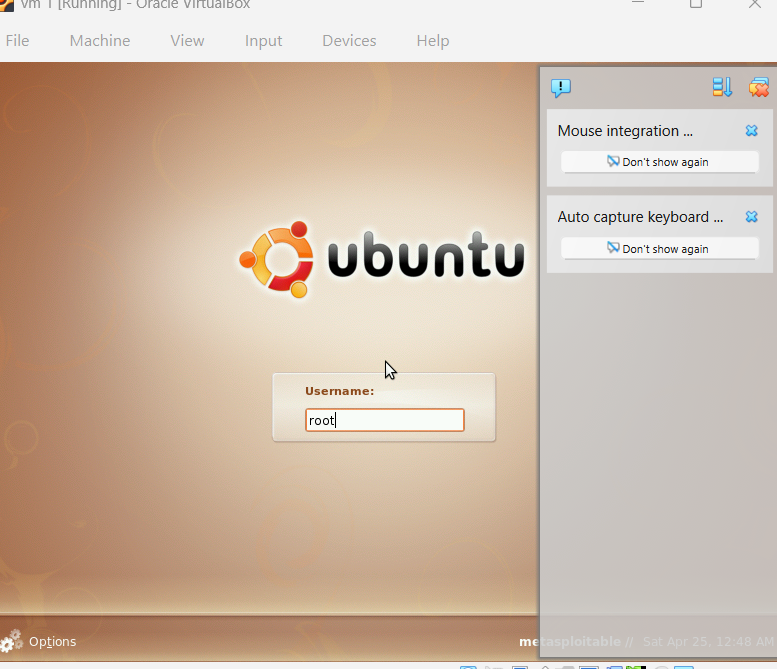 vm 1 [Running] - Oracle VirtualBox
File Machine View Input Devices Help
Mouse integration ...
Don't show again
Auto capture keyboard ...
Don't show again
ubuntu
Username:
root
Options
metasploitable // Sat Apr 25, 12:48 AM